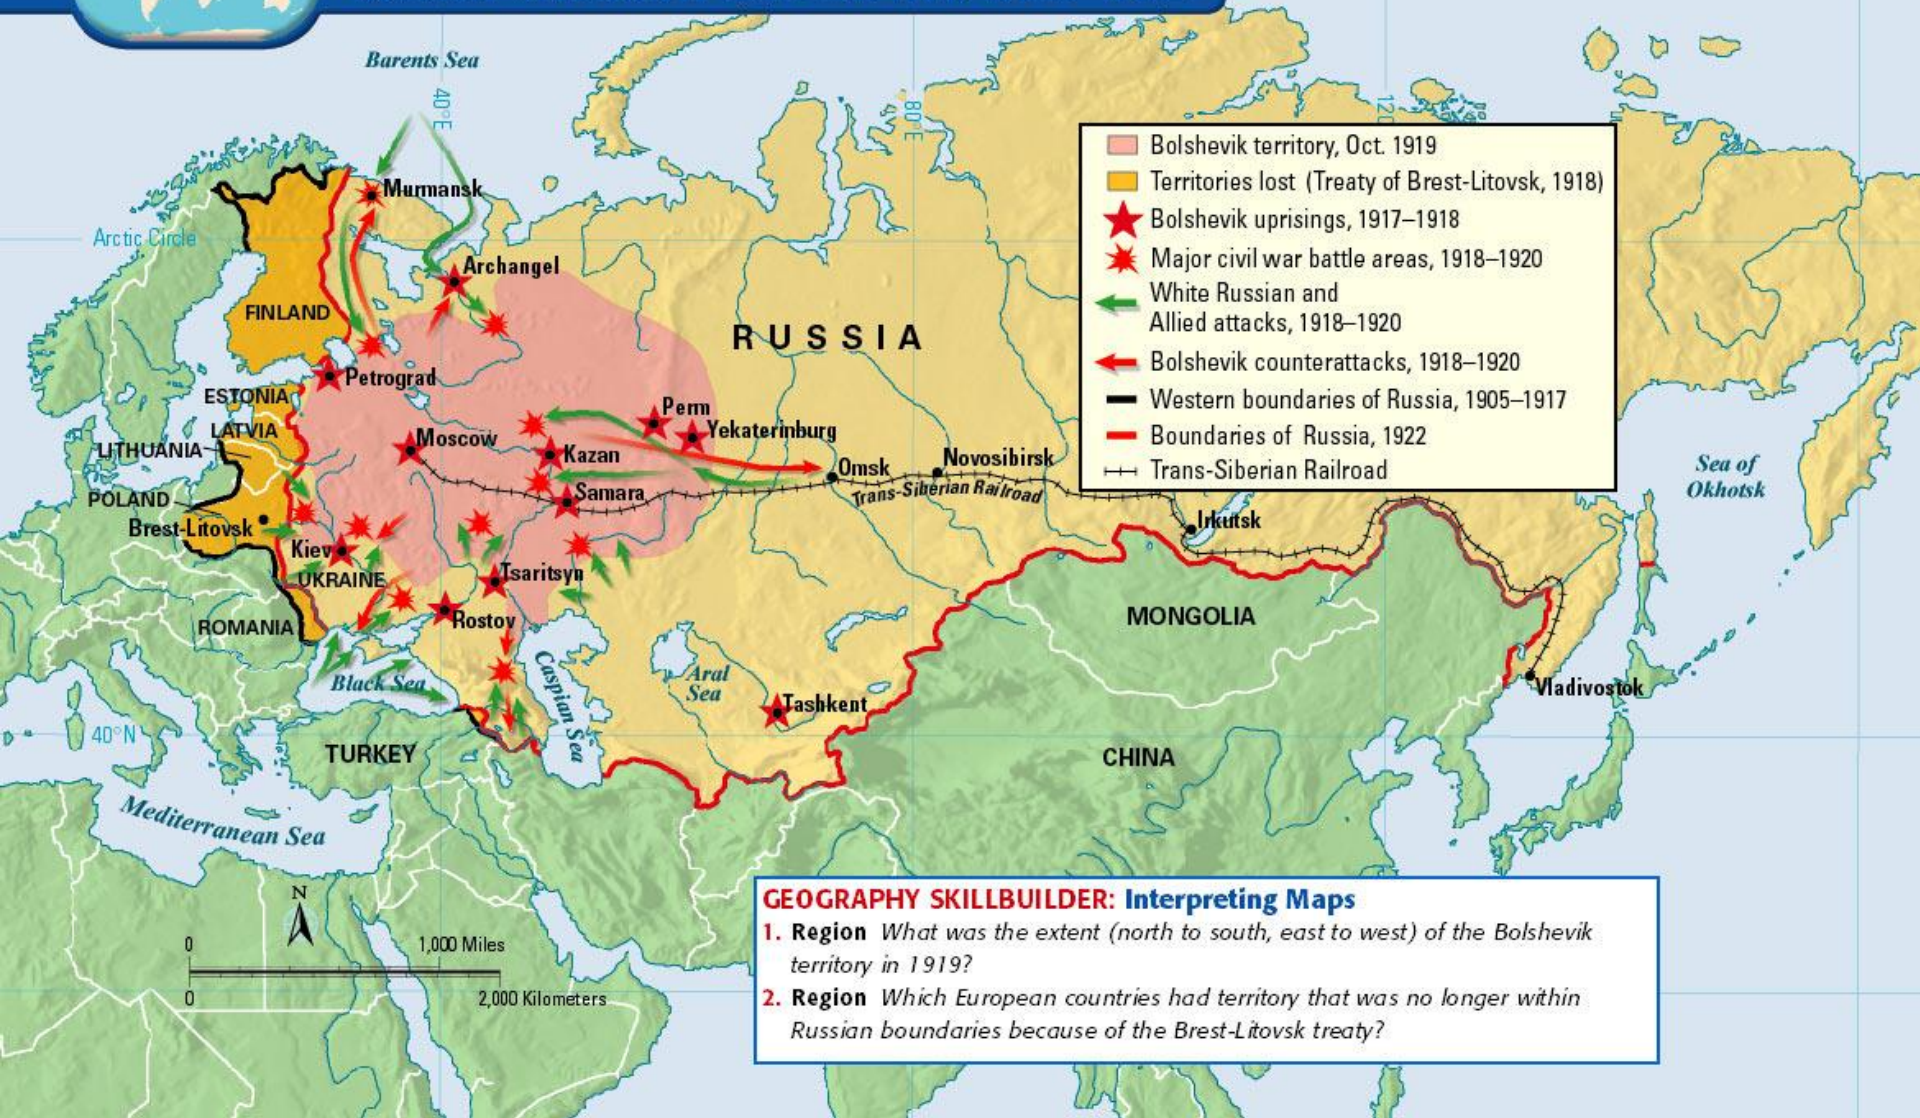 Barents Sea
40°E
80°E
12
Murmansk
Arctic Circle
Archangel
FINLAND
RUSSIA
Petrograd
ESTONIA
LATVIA
LITHUANIA
Moscow
Perm
Yekaterinburg
Kazan
Omsk
Novosibirsk
Samara
Trans-Siberian Railroad
POLAND
Brest-Litovsk
Kiev
UKRAINE
Tsaritsyn
Irkutsk
Sea of
Okhotsk
ROMANIA
Rostov
MONGOLIA
Black Sea
Caspian Sea
Aral
Sea
Tashkent
Vladivostok
40°N
TURKEY
CHINA
Mediterranean Sea
N
0
1,000 Miles
0
2,000 Kilometers
Bolshevik territory, Oct. 1919
Territories lost (Treaty of Brest-Litovsk, 1918)
Bolshevik uprisings, 1917–1918
Major civil war battle areas, 1918–1920
White Russian and
Allied attacks, 1918–1920
Bolshevik counterattacks, 1918–1920
Western boundaries of Russia, 1905–1917
Boundaries of Russia, 1922
Trans-Siberian Railroad
GEOGRAPHY SKILLBUILDER: Interpreting Maps
1. Region What was the extent (north to south, east to west) of the Bolshevik
territory in 1919?
2. Region Which European countries had territory that was no longer within
Russian boundaries because of the Brest-Litovsk treaty?